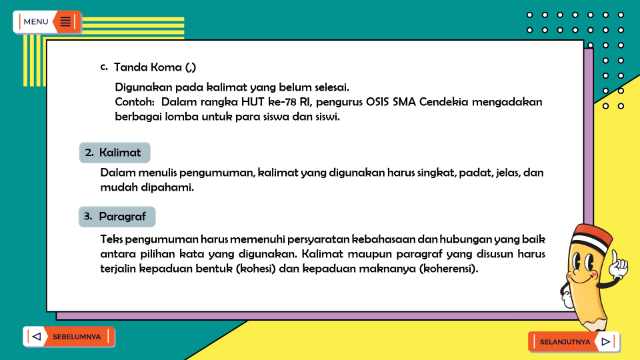 MENU
c. Tanda Koma (,)
Digunakan pada kalimat yang belum selesai.
Contoh: Dalam rangka HUT ke-78 RI, pengurus OSIS SMA Cendekia mengadakan
berbagai lomba untuk para siswa dan siswi.
2. Kalimat
Dalam menulis pengumuman, kalimat yang digunakan harus singkat, padat, jelas, dan
mudah dipahami.
3. Paragraf
Teks pengumuman harus memenuhi persyaratan kebahasaan dan hubungan yang baik
antara pilihan kata yang digunakan. Kalimat maupun paragraf yang disusun harus
terjalin kepaduan bentuk (kohesi) dan kepaduan maknanya (koherensi).
SEBELUMNYA
SELANJUTNYA